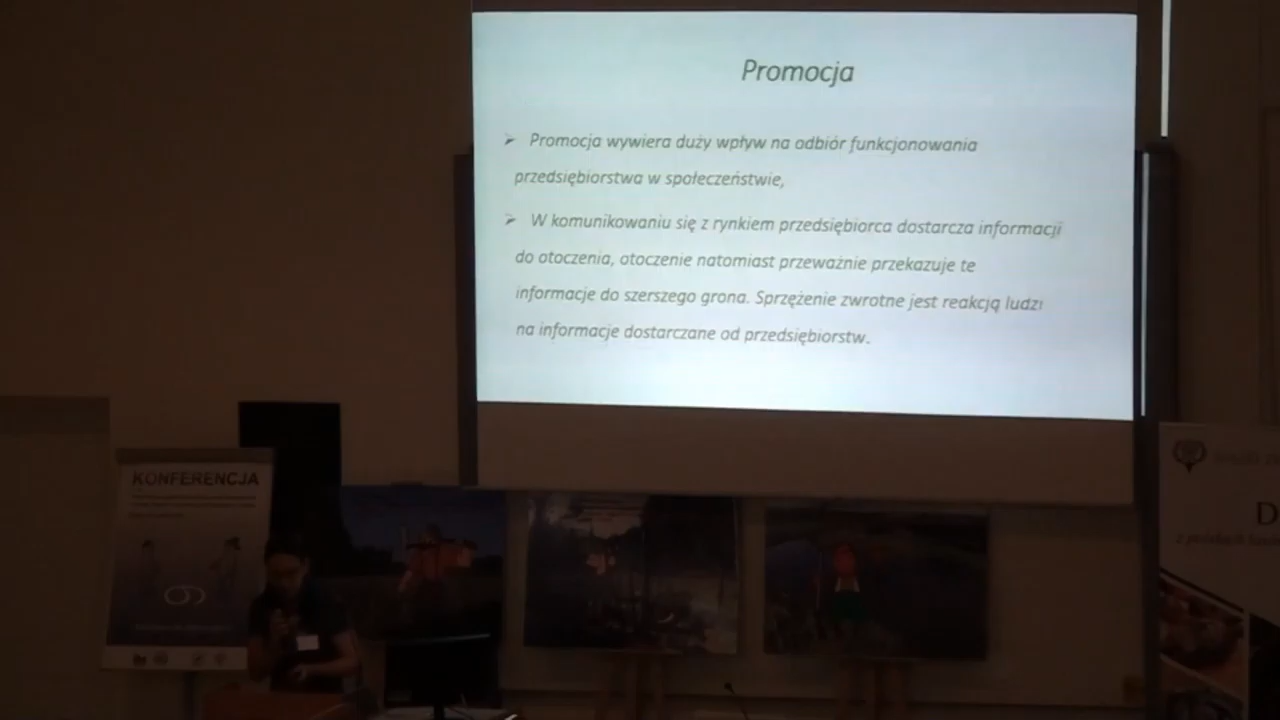 Promocja
➢ Promocja wywiera duży wpływ na odbiór funkcjonowania
przedsiębiorstwa w społeczeństwie,
➢ W komunikowaniu się z rynkiem przedsiębiorca dostarcza informacji
do otoczenia, otoczenie natomiast przeważnie przekazuje te
informacje do szerszego grona. Sprzężenie zwrotne jest reakcją ludzi
na informacje dostarczane od przedsiębiorstw.
KONFERENCJA
D